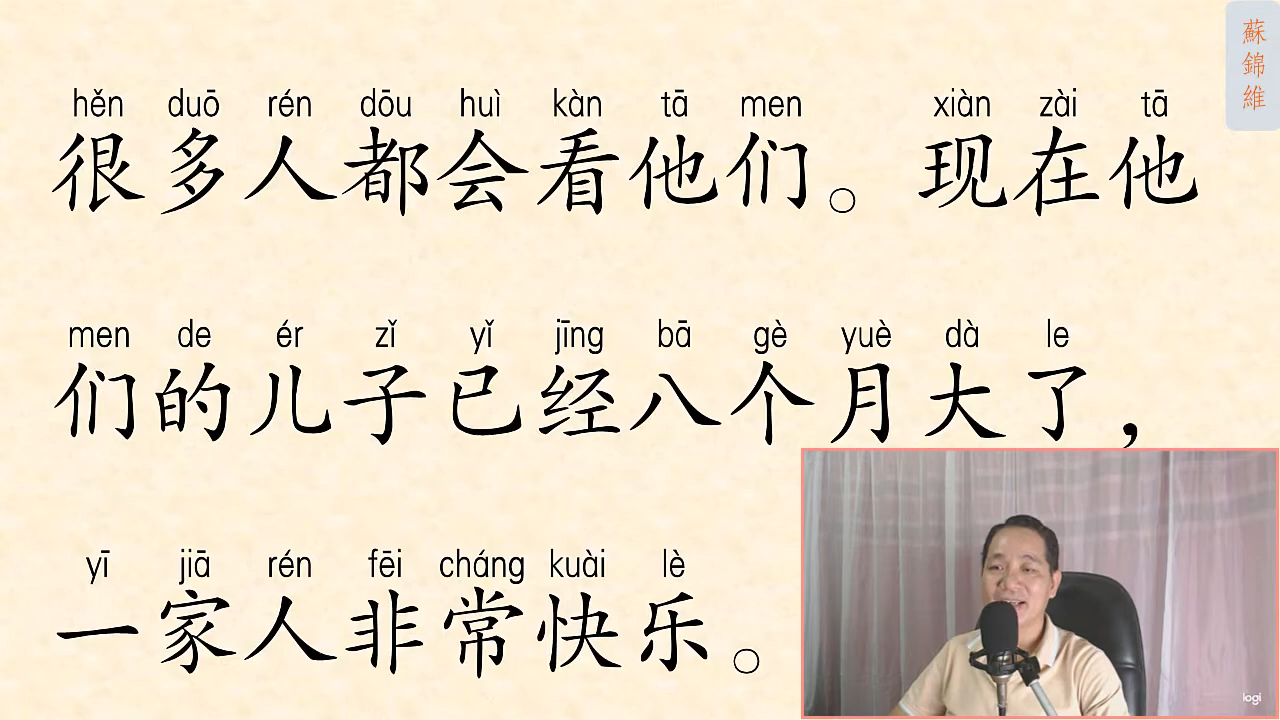 hěn duō rén dōu huì kàn tā men xiàn zài tā
很多人都会看他们。现在他
men de ér zǐ yǐ jīng bā gè yuè dà le
们的儿子已经八个月大了，
yī jiā rén fēi cháng kuài lè
一家人非常快乐。
蘇錦維
logi